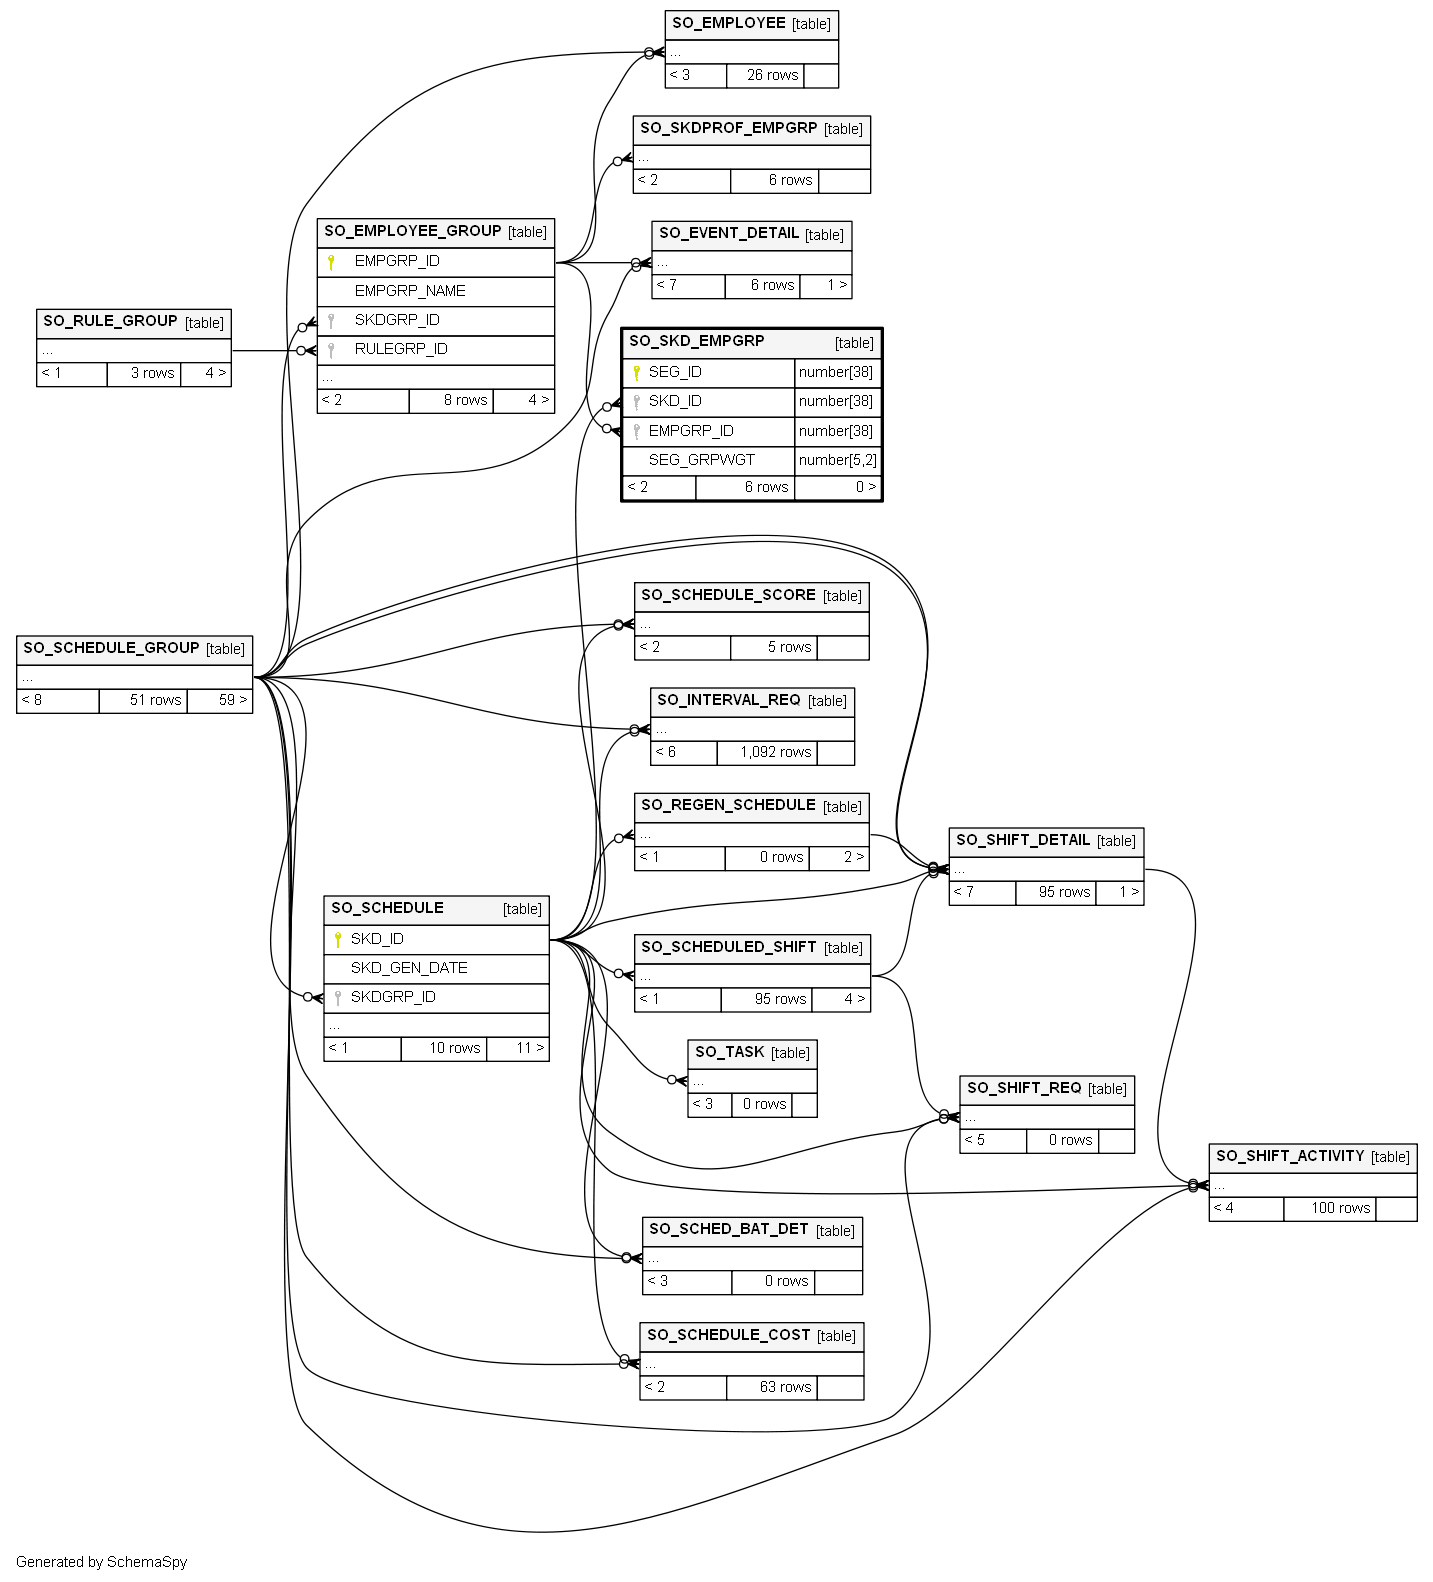 SO_EMPLOYEE [table]
...
< 3 26 rows
SO_SKDPROF_EMPGRP [table]
...
< 2 6 rows
SO_EMPLOYEE_GROUP [table]
EMPGRP_ID
EMPGRP_NAME
SKDGRP_ID
RULEGRP_ID
...
< 2 8 rows 4 >
SO_EVENT_DETAIL [table]
...
< 7 6 rows 1 >
SO_RULE_GROUP [table]
...
< 1 3 rows 4 >
SO_SKD_EMPGRP [table]
SEG_ID number[38]
SKD_ID number[38]
EMPGRP_ID number[38]
SEG_GRPWGT number[5,2]
< 2 6 rows 0 >
SO_SCHEDULE_GROUP [table]
...
< 8 51 rows 59 >
SO_SCHEDULE_SCORE [table]
...
< 2 5 rows
SO_INTERVAL_REQ [table]
...
< 6 1,092 rows
SO_REGEN_SCHEDULE [table]
...
< 1 0 rows 2 >
SO_SHIFT_DETAIL [table]
...
< 7 95 rows 1 >
SO_SCHEDULE [table]
SKD_ID
SKD_GEN_DATE
SKDGRP_ID
...
< 1 10 rows 11 >
SO_SCHEDULED_SHIFT [table]
...
< 1 95 rows 4 >
SO_TASK [table]
...
< 3 0 rows
SO_SHIFT_REQ [table]
...
< 5 0 rows
SO_SHIFT_ACTIVITY [table]
...
< 4 100 rows
SO_SCHED_BAT_DET [table]
...
< 3 0 rows
SO_SCHEDULE_COST [table]
...
< 2 63 rows
Generated by SchemaSpy